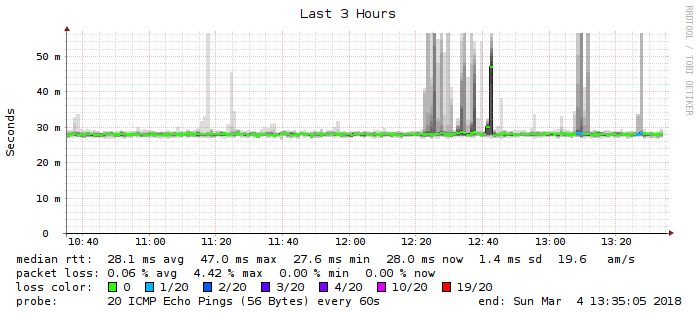 Last 3 Hours
RRDTOOL / TOBI OETIKER
Seconds
50 m
40 m
30 m
20 m
10 m
0
10:40 11:00 11:20 11:40 12:00 12:20 12:40 13:00 13:20
median rtt: 28.1 ms avg 47.0 ms max 27.6 ms min 28.0 ms now 1.4 ms sd 19.6 am/s
packet loss: 0.06 % avg 4.42 % max 0.00 % min 0.00 % now
loss color: 0 1/20 2/20 3/20 4/20 10/20 19/20
probe: 20 ICMP Echo Pings (56 Bytes) every 60s end: Sun Mar 4 13:35:05 2018